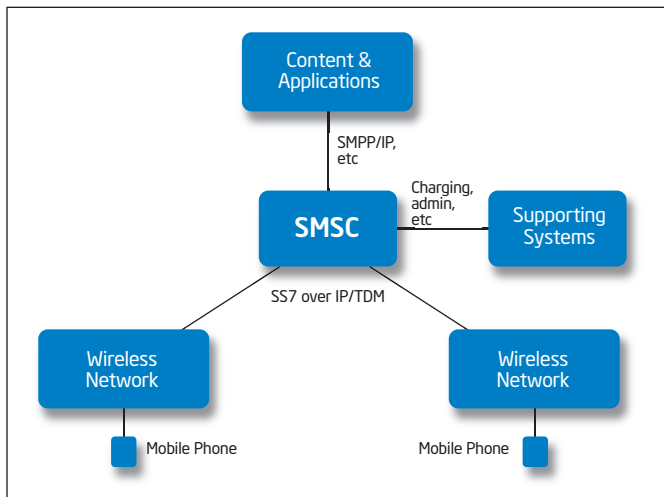 Content &
Applications
SMPP/IP,
etc
Charging,
admin,
etc
SMSC
Supporting
Systems
SS7 over IP/TDM
Wireless
Network
Wireless
Network
Mobile Phone
Mobile Phone